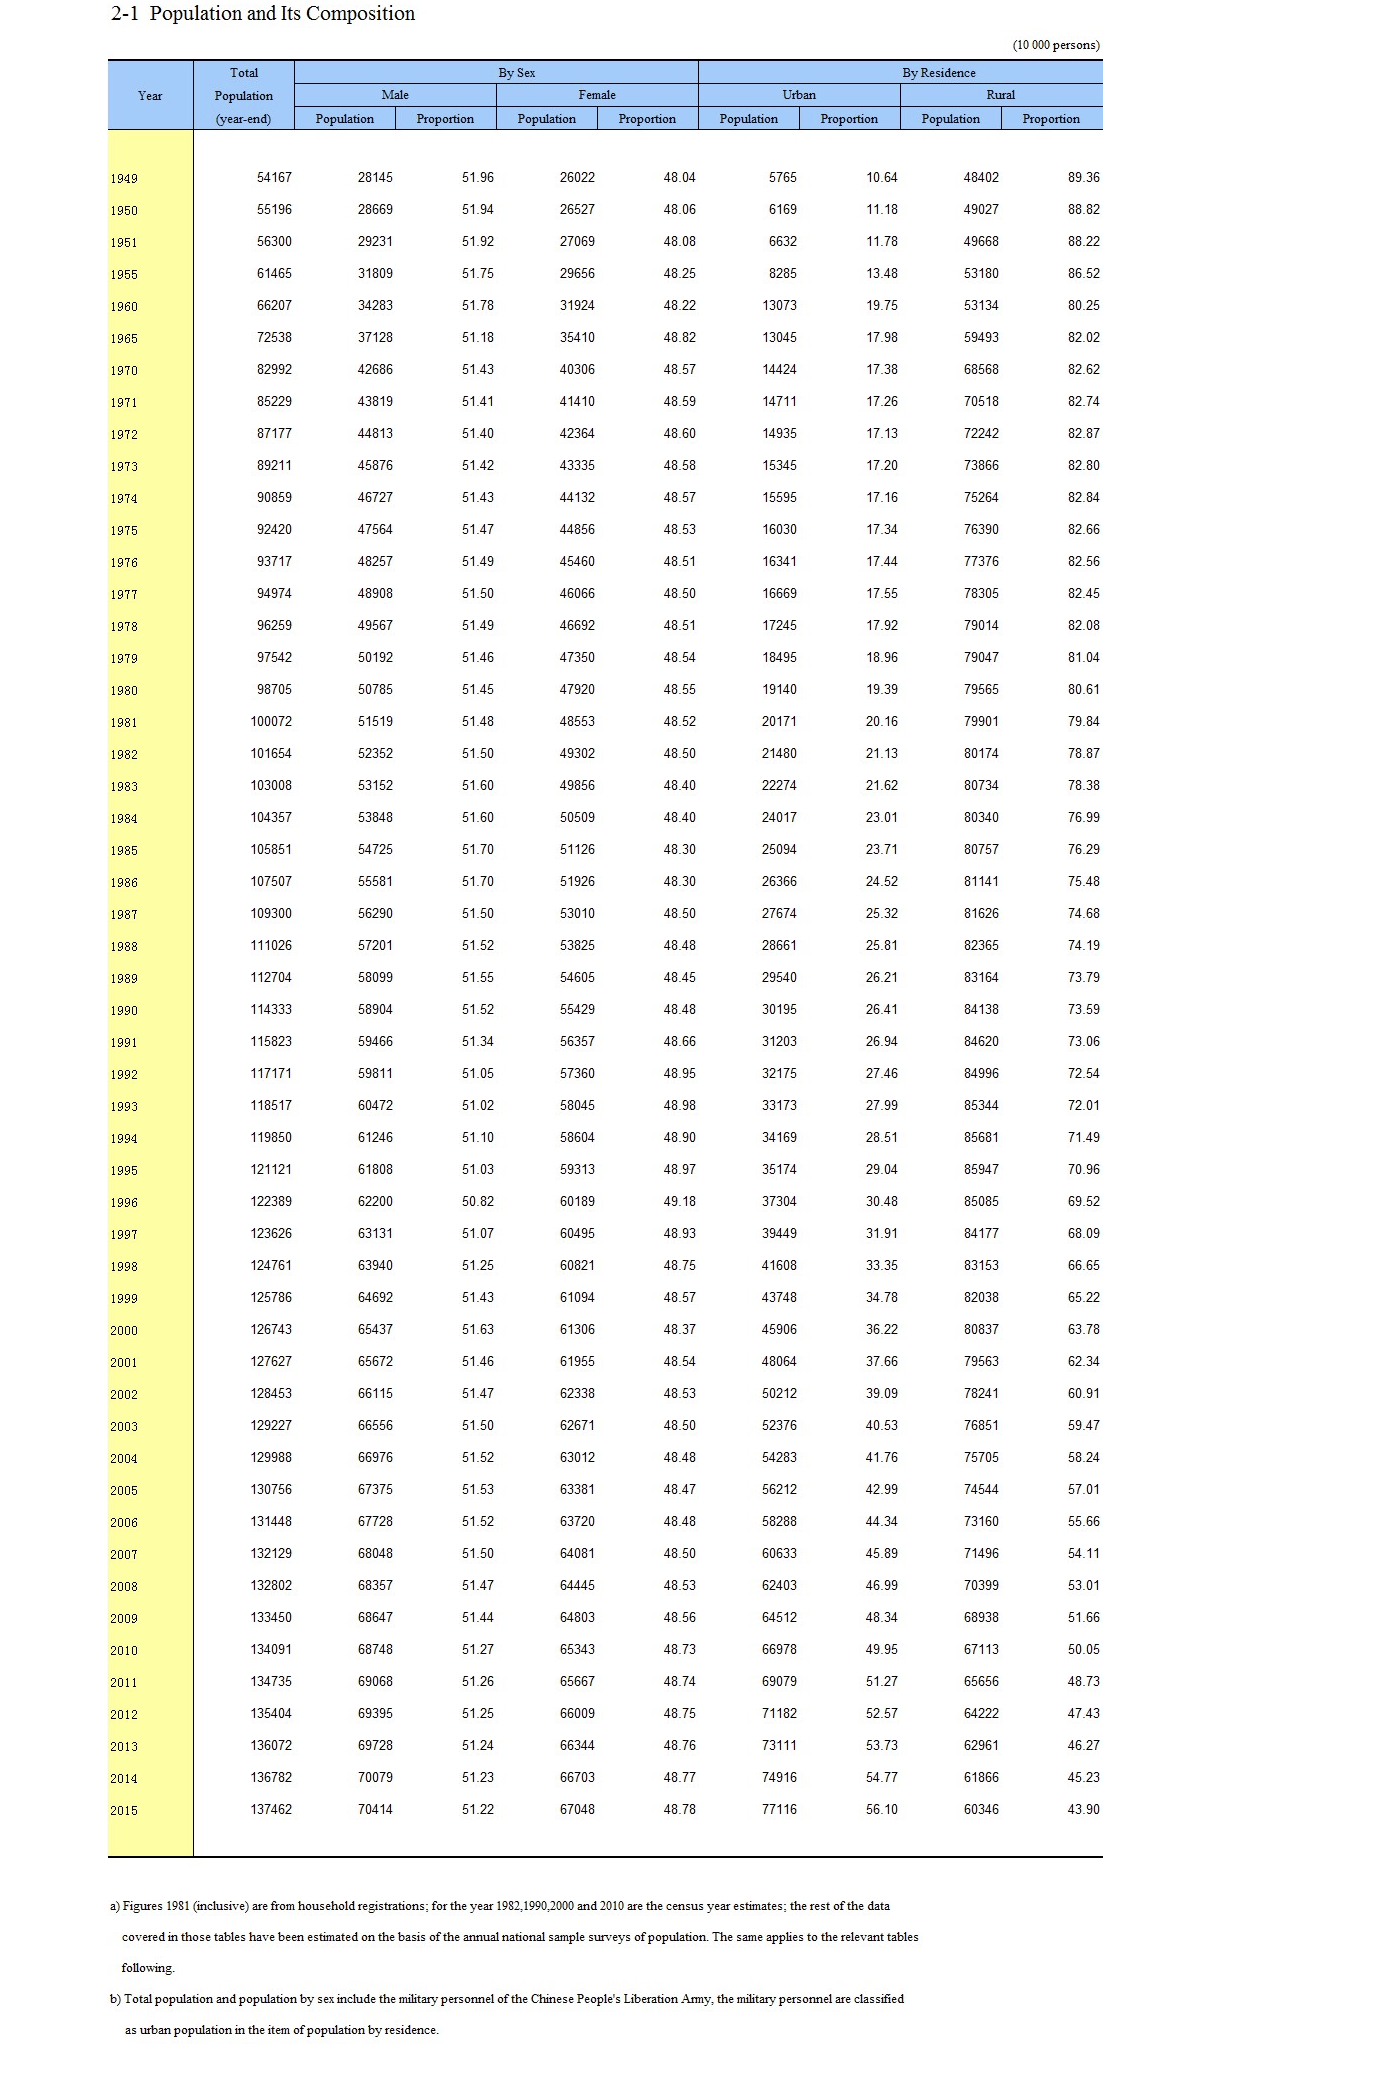 2-1 Population and Its Composition
(10 000 persons)
Total By Sex By Residence
Year Population Male Female Urban Rural
(year-end) Population Proportion Population Proportion Population Proportion Population Proportion
1949 54167 28145 51.96 26022 48.04 5765 10.64 48402 89.36
1950 55196 28669 51.94 26527 48.06 6169 11.18 49027 88.82
1951 56300 29231 51.92 27069 48.08 6632 11.78 49668 88.22
1955 61465 31809 51.75 29656 48.25 8285 13.48 53180 86.52
1960 66207 34283 51.78 31924 48.22 13073 19.75 53134 80.25
1965 72538 37128 51.18 35410 48.82 13045 17.98 59493 82.02
1970 82992 42686 51.43 40306 48.57 14424 17.38 68568 82.62
1971 85229 43819 51.41 41410 48.59 14711 17.26 70518 82.74
1972 87177 44813 51.40 42364 48.60 14935 17.13 72242 82.87
1973 89211 45876 51.42 43335 48.58 15345 17.20 73866 82.80
1974 90859 46727 51.43 44132 48.57 15595 17.16 75264 82.84
1975 92420 47564 51.47 44856 48.53 16030 17.34 76390 82.66
1976 93717 48257 51.49 45460 48.51 16341 17.44 77376 82.56
1977 94974 48908 51.50 46066 48.50 16669 17.55 78305 82.45
1978 96259 49567 51.49 46692 48.51 17245 17.92 79014 82.08
1979 97542 50192 51.46 47350 48.54 18495 18.96 79047 81.04
1980 98705 50785 51.45 47920 48.55 19140 19.39 79565 80.61
1981 100072 51519 51.48 48553 48.52 20171 20.16 79901 79.84
1982 101654 52352 51.50 49302 48.50 21480 21.13 80174 78.87
1983 103008 53152 51.60 49856 48.40 22274 21.62 80734 78.38
1984 104357 53848 51.60 50509 48.40 24017 23.01 80340 76.99
1985 105851 54725 51.70 51126 48.30 25094 23.71 80757 76.29
1986 107507 55581 51.70 51926 48.30 26366 24.52 81141 75.48
1987 109300 56290 51.50 53010 48.50 27674 25.32 81626 74.68
1988 111026 57201 51.52 53825 48.48 28661 25.81 82365 74.19
1989 112704 58099 51.55 54605 48.45 29540 26.21 83164 73.79
1990 114333 58904 51.52 55429 48.48 30195 26.41 84138 73.59
1991 115823 59466 51.34 56357 48.66 31203 26.94 84620 73.06
1992 117171 59811 51.05 57360 48.95 32175 27.46 84996 72.54
1993 118517 60472 51.02 58045 48.98 33173 27.99 85344 72.01
1994 119850 61246 51.10 58604 48.90 34169 28.51 85681 71.49
1995 121121 61808 51.03 59313 48.97 35174 29.04 85947 70.96
1996 122389 62200 50.82 60189 49.18 37304 30.48 85085 69.52
1997 123626 63131 51.07 60495 48.93 39449 31.91 84177 68.09
1998 124761 63940 51.25 60821 48.75 41608 33.35 83153 66.65
1999 125786 64692 51.43 61094 48.57 43748 34.78 82038 65.22
2000 126743 65437 51.63 61306 48.37 45906 36.22 80837 63.78
2001 127627 65672 51.46 61955 48.54 48064 37.66 79563 62.34
2002 128453 66115 51.47 62338 48.53 50212 39.09 78241 60.91
2003 129227 66556 51.50 62671 48.50 52376 40.53 76851 59.47
2004 129988 66976 51.52 63012 48.48 54283 41.76 75705 58.24
2005 130756 67375 51.53 63381 48.47 56212 42.99 74544 57.01
2006 131448 67728 51.52 63720 48.48 58288 44.34 73160 55.66
2007 132129 68048 51.50 64081 48.50 60633 45.89 71496 54.11
2008 132802 68357 51.47 64445 48.53 62403 46.99 70399 53.01
2009 133450 68647 51.44 64803 48.56 64512 48.34 68938 51.66
2010 134091 68748 51.27 65343 48.73 66978 49.95 67113 50.05
2011 134735 69068 51.26 65667 48.74 69079 51.27 65656 48.73
2012 135404 69395 51.25 66009 48.75 71182 52.57 64222 47.43
2013 136072 69728 51.24 66344 48.76 73111 53.73 62961 46.27
2014 136782 70079 51.23 66703 48.77 74916 54.77 61866 45.23
2015 137462 70414 51.22 67048 48.78 77116 56.10 60346 43.90
a) Figures 1981 (inclusive) are from household registrations; for the year 1982,1990,2000 and 2010 are the census year estimates; the rest of the data
covered in those tables have been estimated on the basis of the annual national sample surveys of population. The same applies to the relevant tables
following.
b) Total population and population by sex include the military personnel of the Chinese People's Liberation Army, the military personnel are classified
as urban population in the item of population by residence.